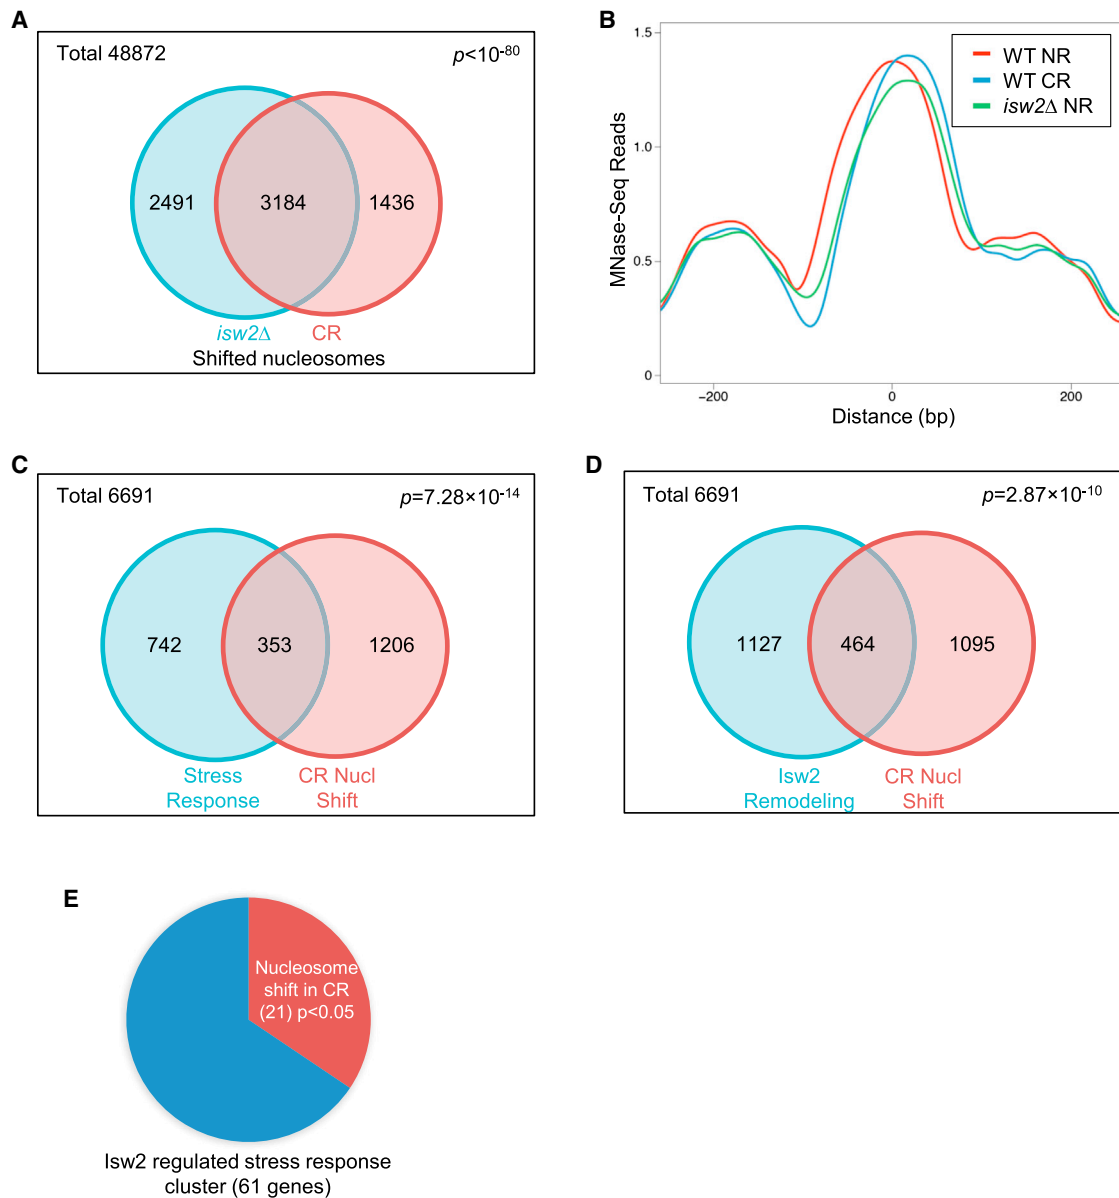 A
Total 48872
p<10-80
2491
3184
1436
isw2Δ
CR
Shifted nucleosomes
B
WT NR
WT CR
isw2Δ NR
MNase-Seq Reads
1.5
1.0
0.5
0
−200
0
200
Distance (bp)
C
Total 6691
p=7.28×10-14
742
353
1206
Stress
Response
CR Nucl
Shift
D
Total 6691
p=2.87×10-10
1127
464
1095
Isw2
Remodeling
CR Nucl
Shift
E
Nucleosome
shift in CR
(21) p<0.05
Isw2 regulated stress response
cluster (61 genes)